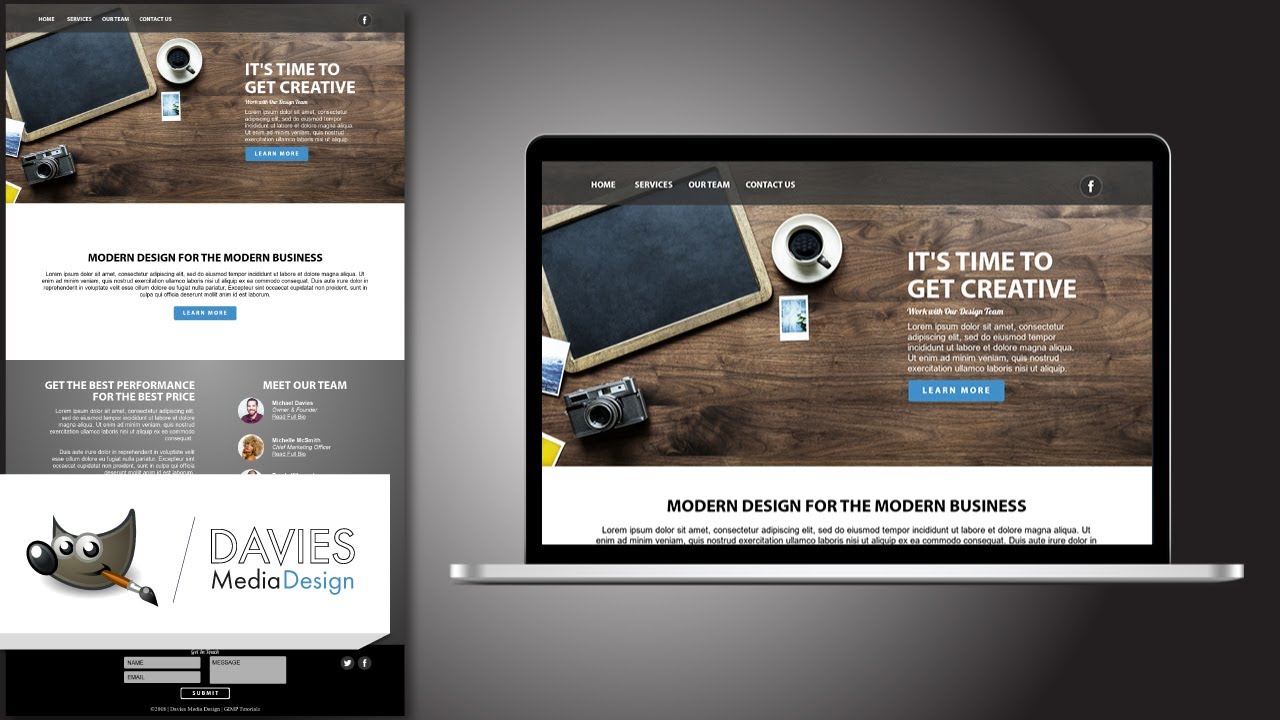 HOME SERVICES OUR TEAM CONTACT US
f
IT'S TIME TO
GET CREATIVE
Work with Our Design Team
Lorem ipsum dolor sit amet, consectetur
adipiscing elit, sed do eiusmod tempor
incididunt ut labore et dolore magna aliqua.
Ut enim ad minim veniam, quis nostrud
exercitation ullamco laboris nisi ut aliquip.
LEARN MORE
MODERN DESIGN FOR THE MODERN BUSINESS
Lorem ipsum dolor sit amet, consectetur adipiscing elit, sed do eiusmod tempor incididunt ut labore et dolore magna aliqua. Ut
enim ad minim veniam, quis nostrud exercitation ullamco laboris nisi ut aliquip ex ea commodo consequat. Duis aute irure dolor in
reprehenderit in voluptate velit esse cillum dolore eu fugiat nulla pariatur. Excepteur sint occaecat cupidatat non proident, sunt in
culpa qui officia deserunt mollit anim id est laborum.
LEARN MORE
GET THE BEST PERFORMANCE
FOR THE BEST PRICE
Lorem ipsum dolor sit amet, consectetur adipiscing elit,
sed do eiusmod tempor incididunt ut labore et dolore
magna aliqua. Ut enim ad minim veniam, quis nostrud
exercitation ullamco laboris nisi ut aliquip ex ea commodo
consequat.
Duis aute irure dolor in reprehenderit in voluptate velit
esse cillum dolore eu fugiat nulla pariatur. Excepteur sint
occaecat cupidatat non proident, sunt in culpa qui officia
deserunt mollit anim id est laborum.
MEET OUR TEAM
Michael Davies
Owner & Founder
Read Full Bio
Michelle McSmith
Chief Marketing Officer
Read Full Bio
DAVIES
MediaDesign
Get In Touch
NAME
EMAIL
MESSAGE
f
SUBMIT
©2018 | Davies Media Design | GIMP Tutorials
HOME SERVICES OUR TEAM CONTACT US
f
IT'S TIME TO
GET CREATIVE
Work with Our Design Team
Lorem ipsum dolor sit amet, consectetur
adipiscing elit, sed do eiusmod tempor
incididunt ut labore et dolore magna aliqua.
Ut enim ad minim veniam, quis nostrud
exercitation ullamco laboris nisi ut aliquip.
LEARN MORE
MODERN DESIGN FOR THE MODERN BUSINESS
Lorem ipsum dolor sit amet, consectetur adipiscing elit, sed do eiusmod tempor incididunt ut labore et dolore magna aliqua. Ut
enim ad minim veniam, quis nostrud exercitation ullamco laboris nisi ut aliquip ex ea commodo consequat. Duis aute irure dolor in